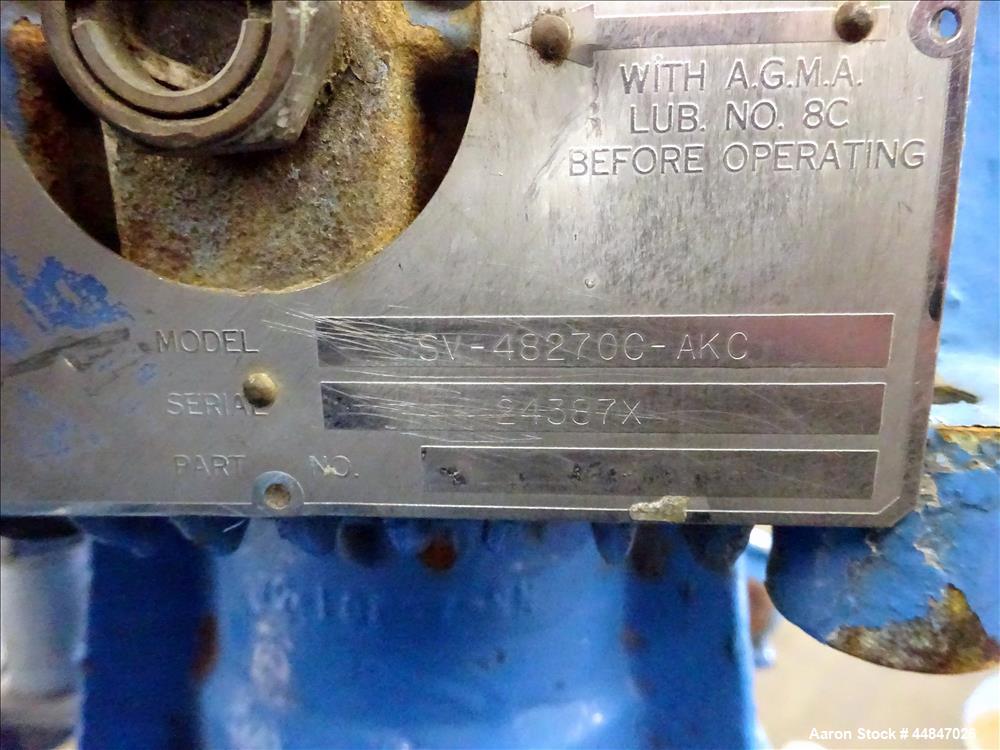 WITH A.G.M.A.
LUB. NO. 8C
BEFORE OPERATING
MODEL SV-48270C-AKC
SERIAL 24387X
PART NO.
Aaron Stock # 44847026